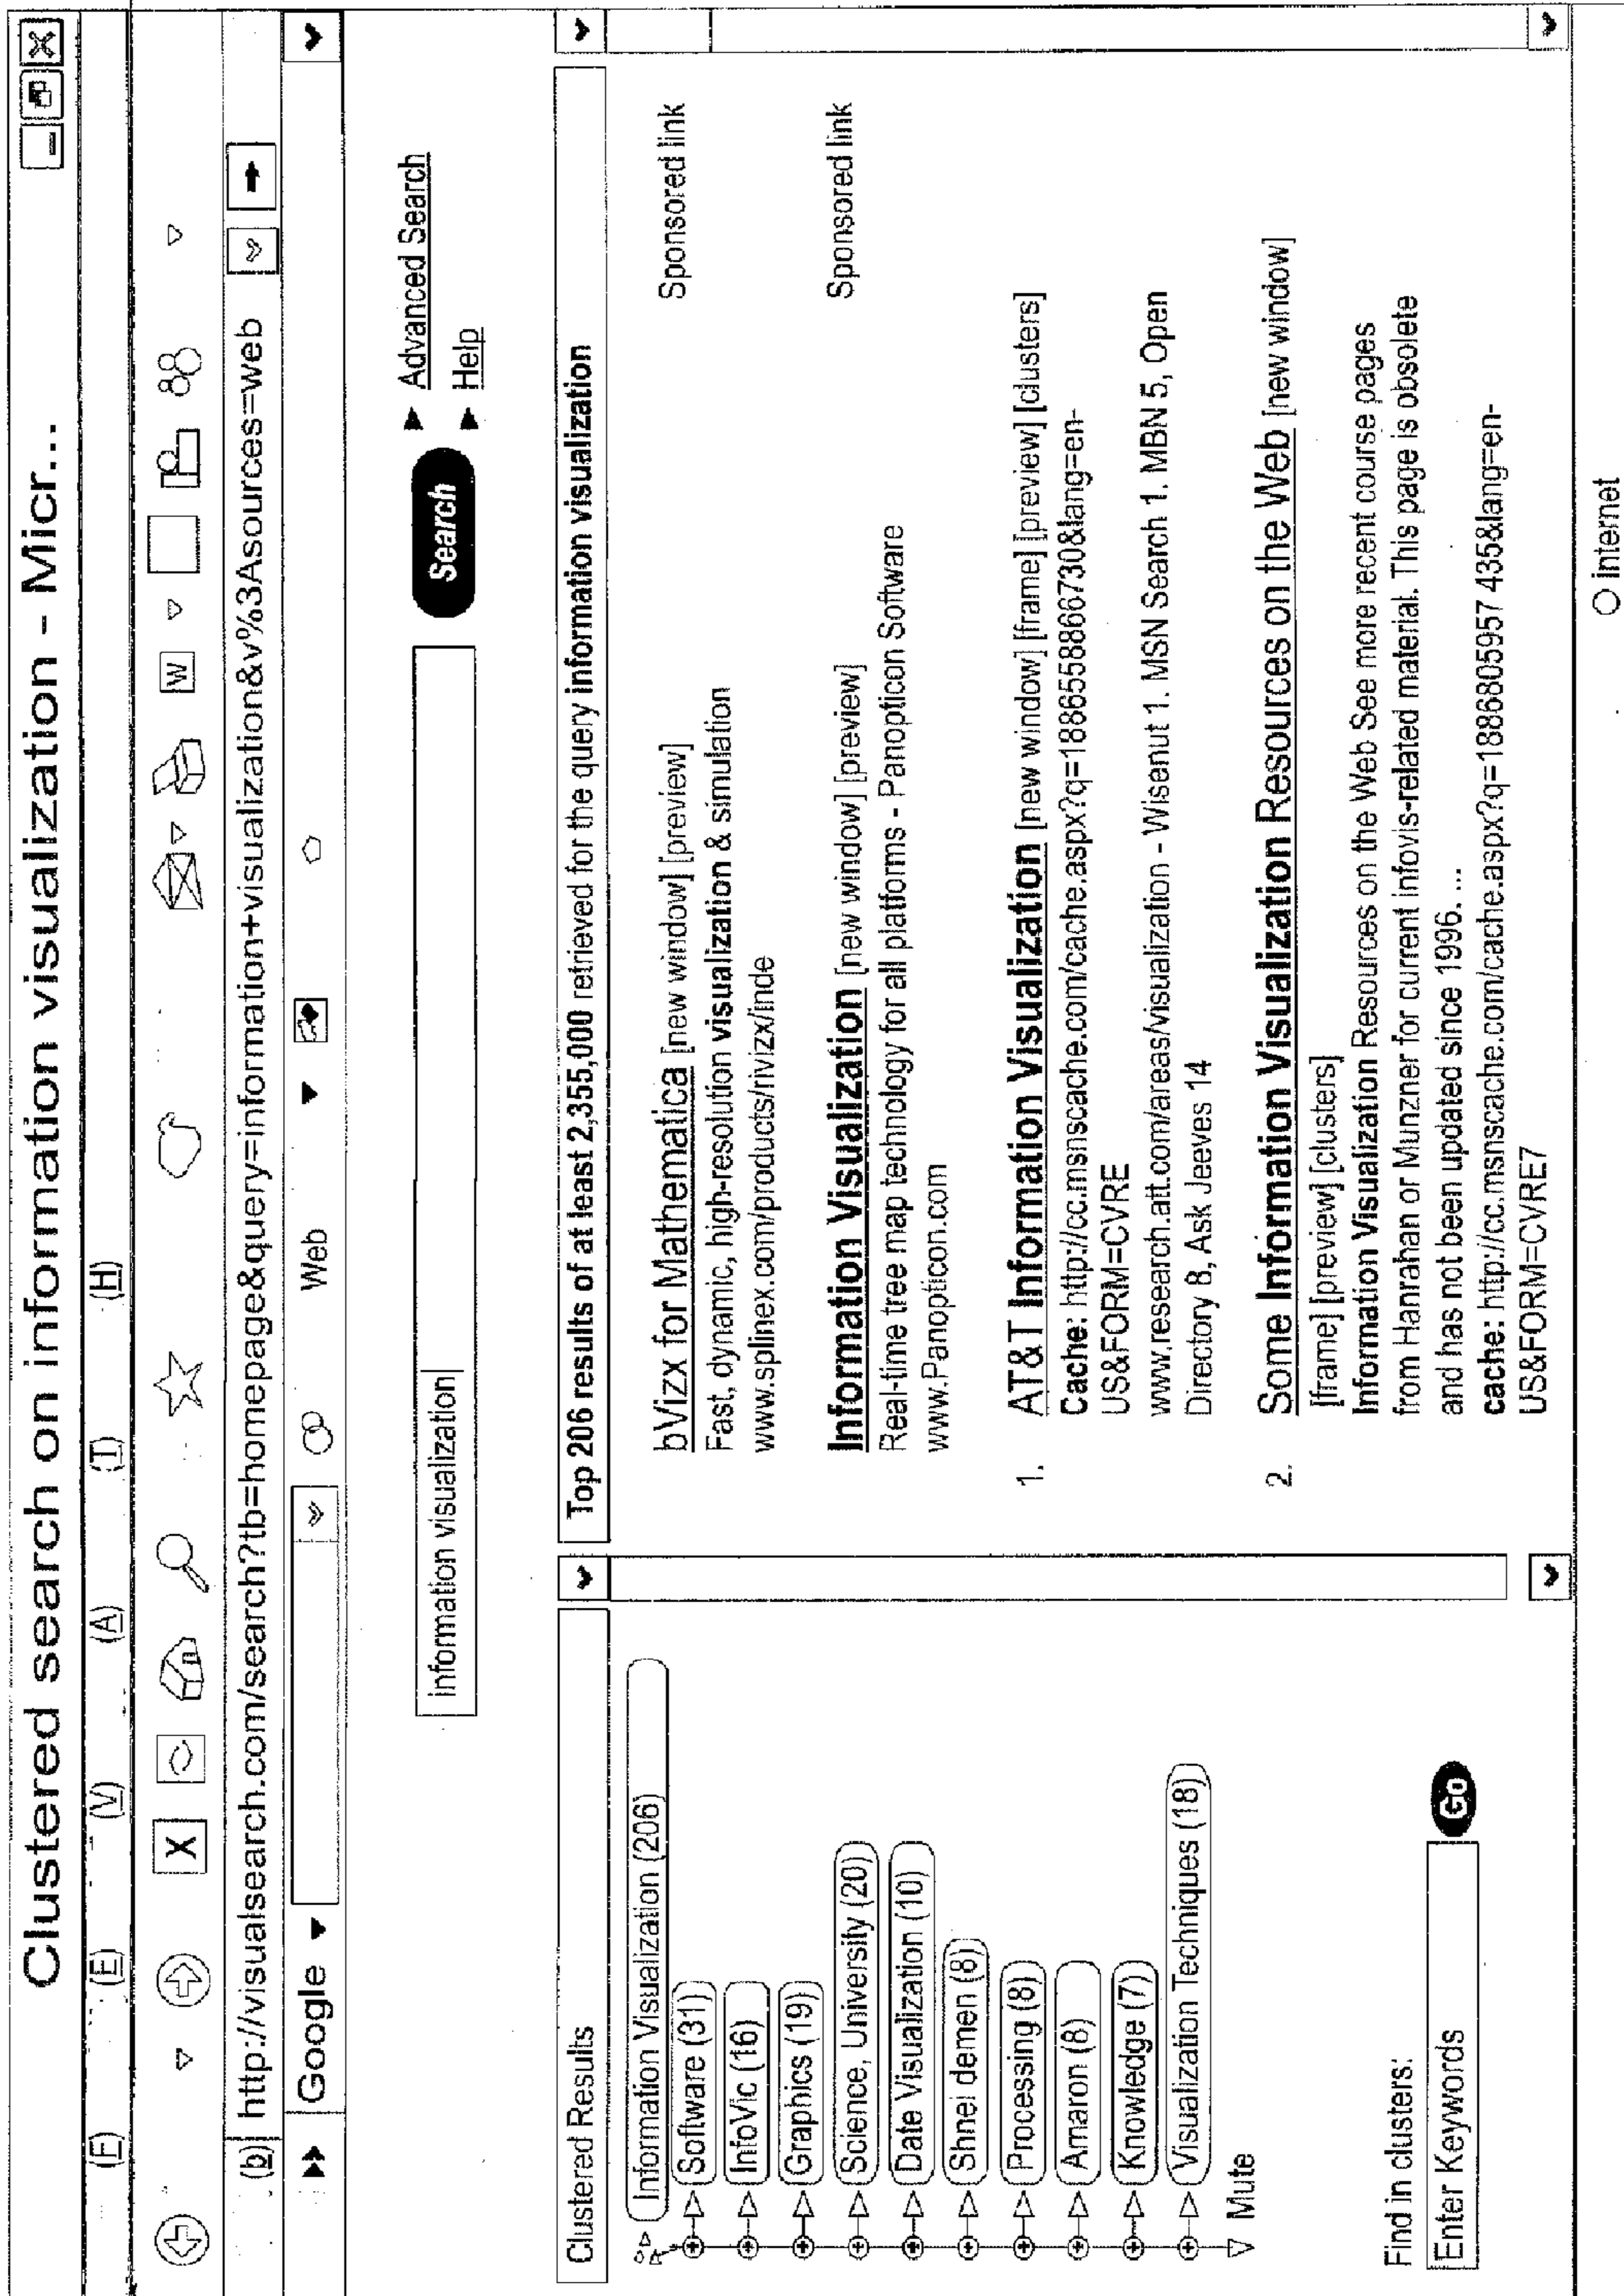 Clustered search on information visualization - Micr...
(F) (E) (V) (A) (T) (H)
X W
(b) http://visualsearch.com/search?tb=homepage&query=information+visualization&v%3Asources=web
Google Web
information visualization Search
Advanced Search
Help
Clustered Results
Information Visualization (206)
Software (31)
InfoVic (16)
Graphics (19)
Science, University (20)
Date Visualization (10)
Shnei demen (8)
Processing (8)
Amaron (8)
Knowledge (7)
Visualization Techniques (18)
Mute
Find in clusters:
Enter Keywords Go
Top 206 results of at least 2,355,000 retrieved for the query information visualization
bVizx for Mathematica [new window] [preview] Sponsored link
Fast, dynamic, high-resolution visualization & simulation
www.splinex.com/products/rivizx/inde
Information Visualization [new window] [preview] Sponsored link
Real-time tree map technology for all platforms - Panopticon Software
www.Panopticon.com
1. AT&T Information Visualization [new window] [frame] [preview] [clusters]
Cache: http://cc.msnscache.com/cache.aspx?q=1886558866730&lang=en-
US&FORM=CVRE
www.research.att.com/areas/visualization - Wisenut 1. MSN Search 1. MBN 5, Open
Directory 8, Ask Jeeves 14
2. Some Information Visualization Resources on the Web [new window]
[frame] [preview] [clusters]
Information Visualization Resources on the Web See more recent course pages
from Hanrahan or Munzner for current infovis-related material. This page is obsolete
and has not been updated since 1996. ...
cache: http://cc.msnscache.com/cache.aspx?q=1886805957 435&lang=en-
US&FORM=CVRE7
Internet